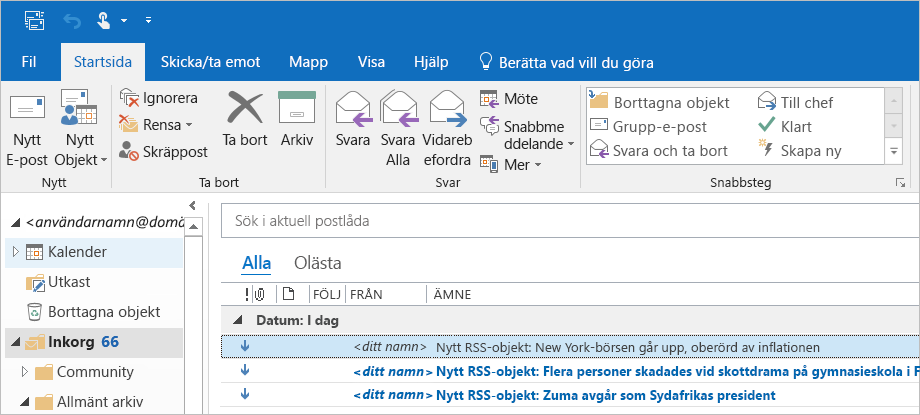 Fil Startsida Skicka/ta emot Mapp Visa Hjälp Berätta vad vill du göra
Nytt E-post
Nytt Objekt
Nytt
Ignorera
Rensa
Skräppost
Ta bort
Arkiv
Ta bort
Svara
Svara Alla
Vidareb efordra
Möte
Snabbme ddelande
Mer
Svar
Borttagna objekt
Grupp-e-post
Svara och ta bort
Till chef
Klart
Skapa ny
Snabbsteg
<användarnamn@domä
Kalender
Utkast
Borttagna objekt
Inkorg 66
Community
Allmänt arkiv
Sök i aktuell postlåda
Alla Olästa
! FÖLJ FRÅN ÄMNE
Datum: I dag
<ditt namn> Nytt RSS-objekt: New York-börsen går upp, oberörd av inflationen
<ditt namn> Nytt RSS-objekt: Flera personer skadades vid skottdrama på gymnasieskola i F
<ditt namn> Nytt RSS-objekt: Zuma avgår som Sydafrikas president